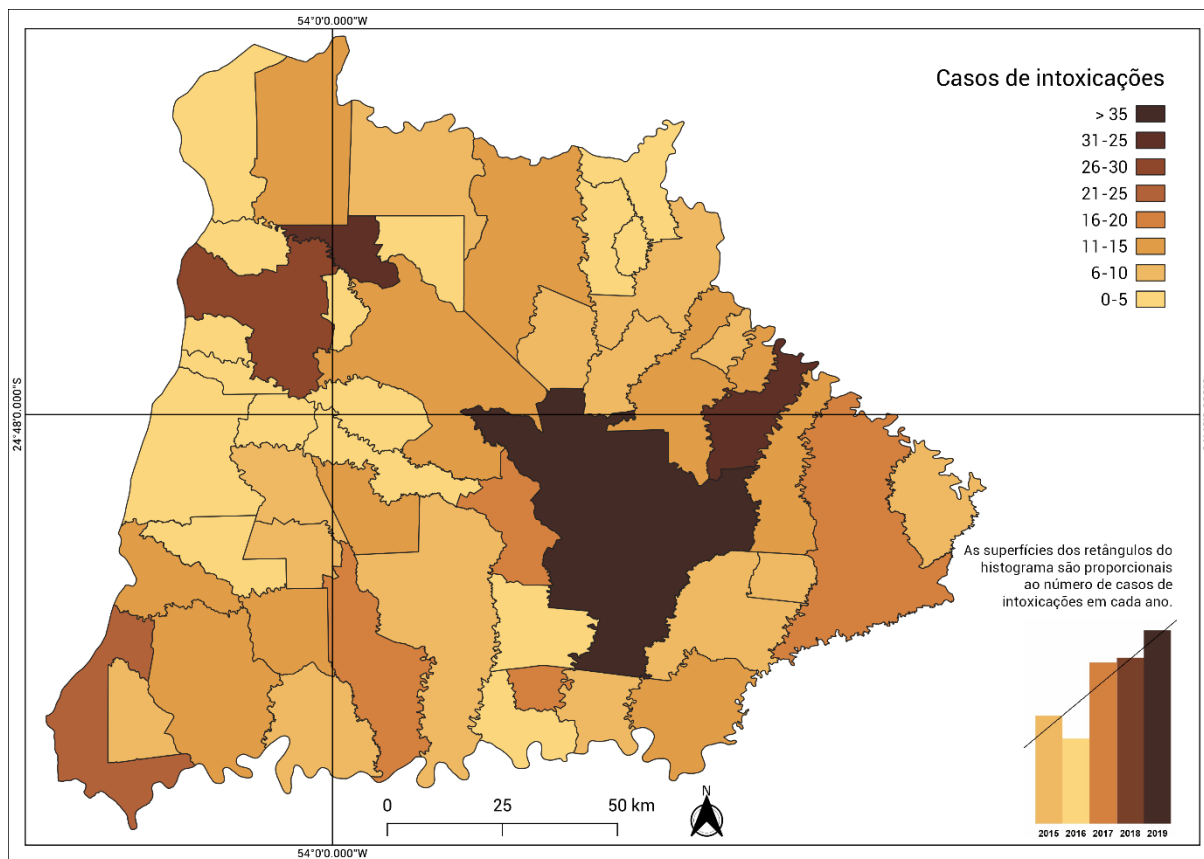 54°0'0.000"W
Casos de intoxicações
> 35
31-25
26-30
21-25
16-20
11-15
6-10
0-5
24°48'0.000"S
As superfícies dos retângulos do
histograma são proporcionais
ao número de casos de
intoxicações em cada ano.
0 25 50 km
N
2015 2016 2017 2018 2019
54°0'0.000"W